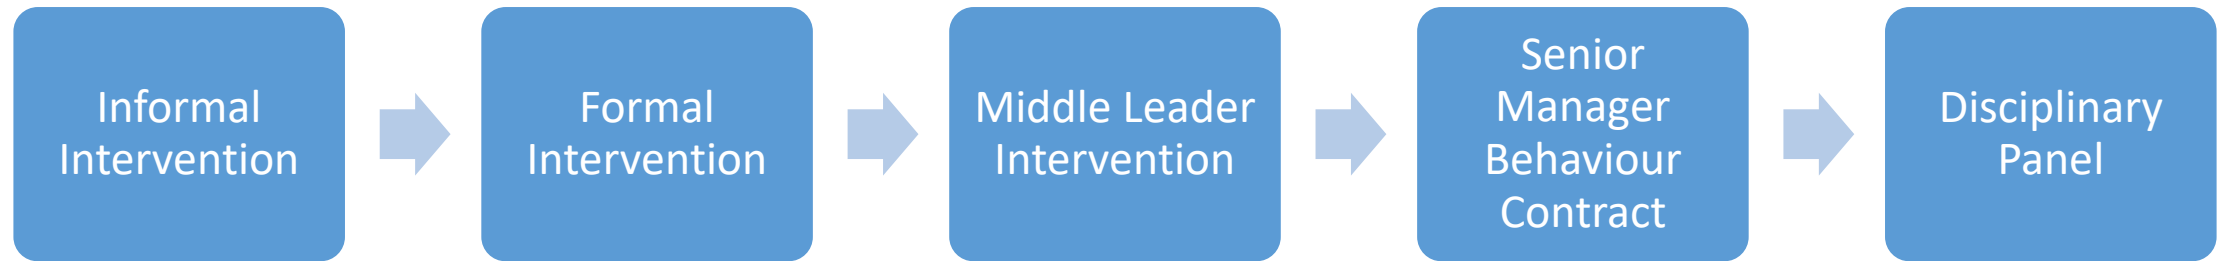 Informal
Intervention
Formal
Intervention
Middle Leader
Intervention
Senior
Manager
Behaviour
Contract
Disciplinary
Panel